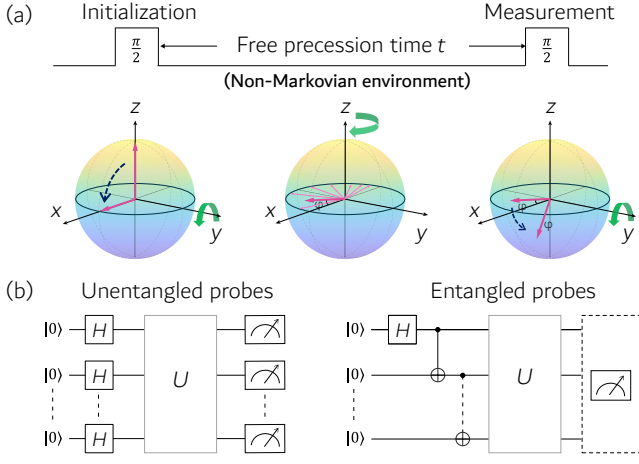 (a) Initialization Measurement
π/2 Free precession time t π/2
(Non-Markovian environment)
z z z
x y x y x y
φ φ φ
(b) Unentangled probes Entangled probes
|0⟩ H |0⟩ H
|0⟩ H U |0⟩ U
|0⟩ H |0⟩